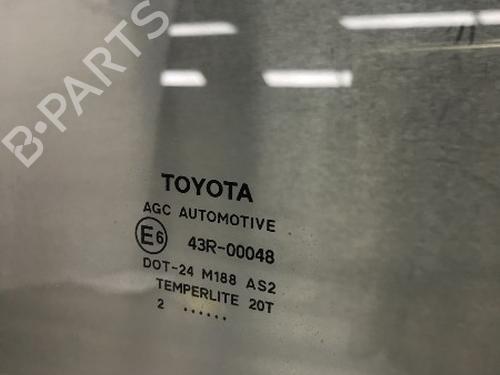 B-PARTS
TOYOTA
AGC AUTOMOTIVE
E6 43R-00048
DOT-24 M188 AS2
TEMPERLITE 20T
2 ......